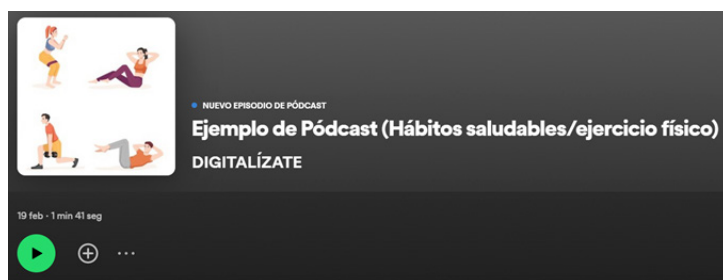 NUEVO EPISODIO DE PÓDCAST
Ejemplo de Pódcast (Hábitos saludables/ejercicio físico)
DIGITALÍZATE
19 feb · 1 min 41 seg